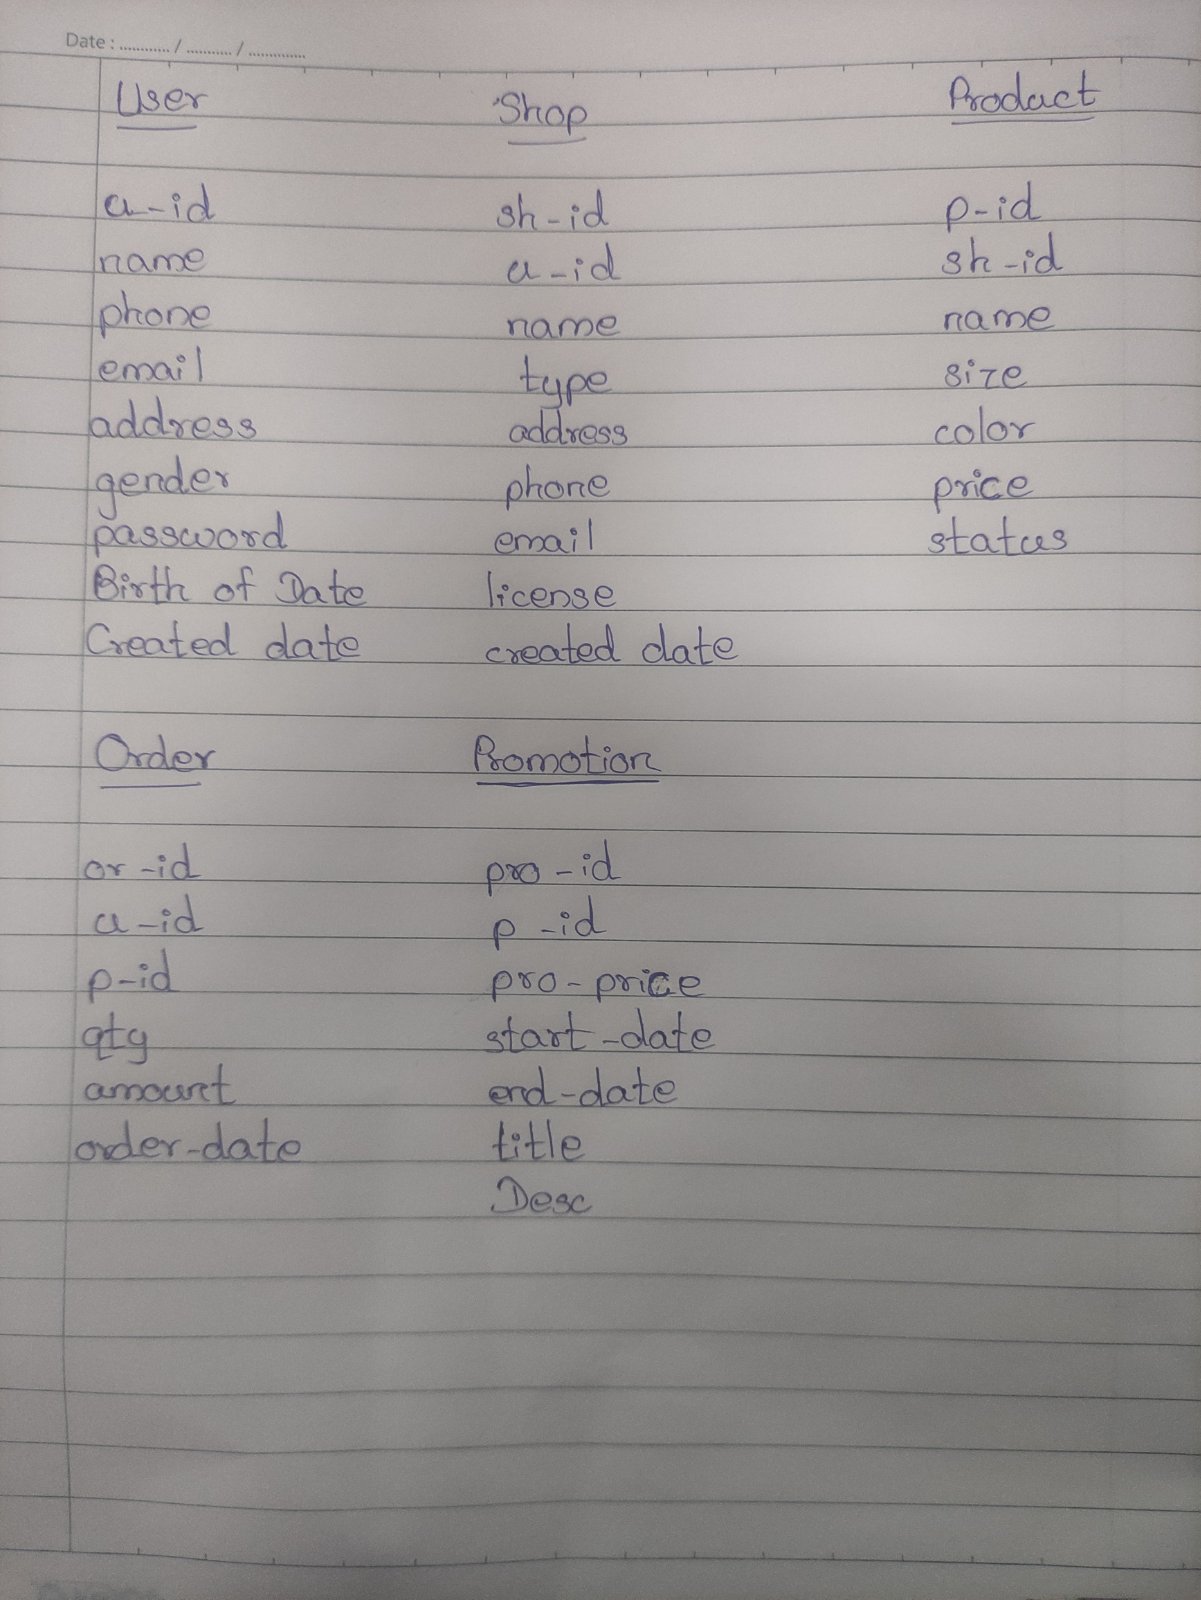 Date : ............ / ........... / ..............
User
u-id
name
phone
email
address
gender
password
Birth of Date
Created date
Shop
sh-id
u-id
name
type
address
phone
email
license
created date
Product
p-id
sh-id
name
size
color
price
status
Order
or-id
u-id
p-id
qty
amount
order-date
Promotion
pro-id
p-id
pro-price
start-date
end-date
title
Desc